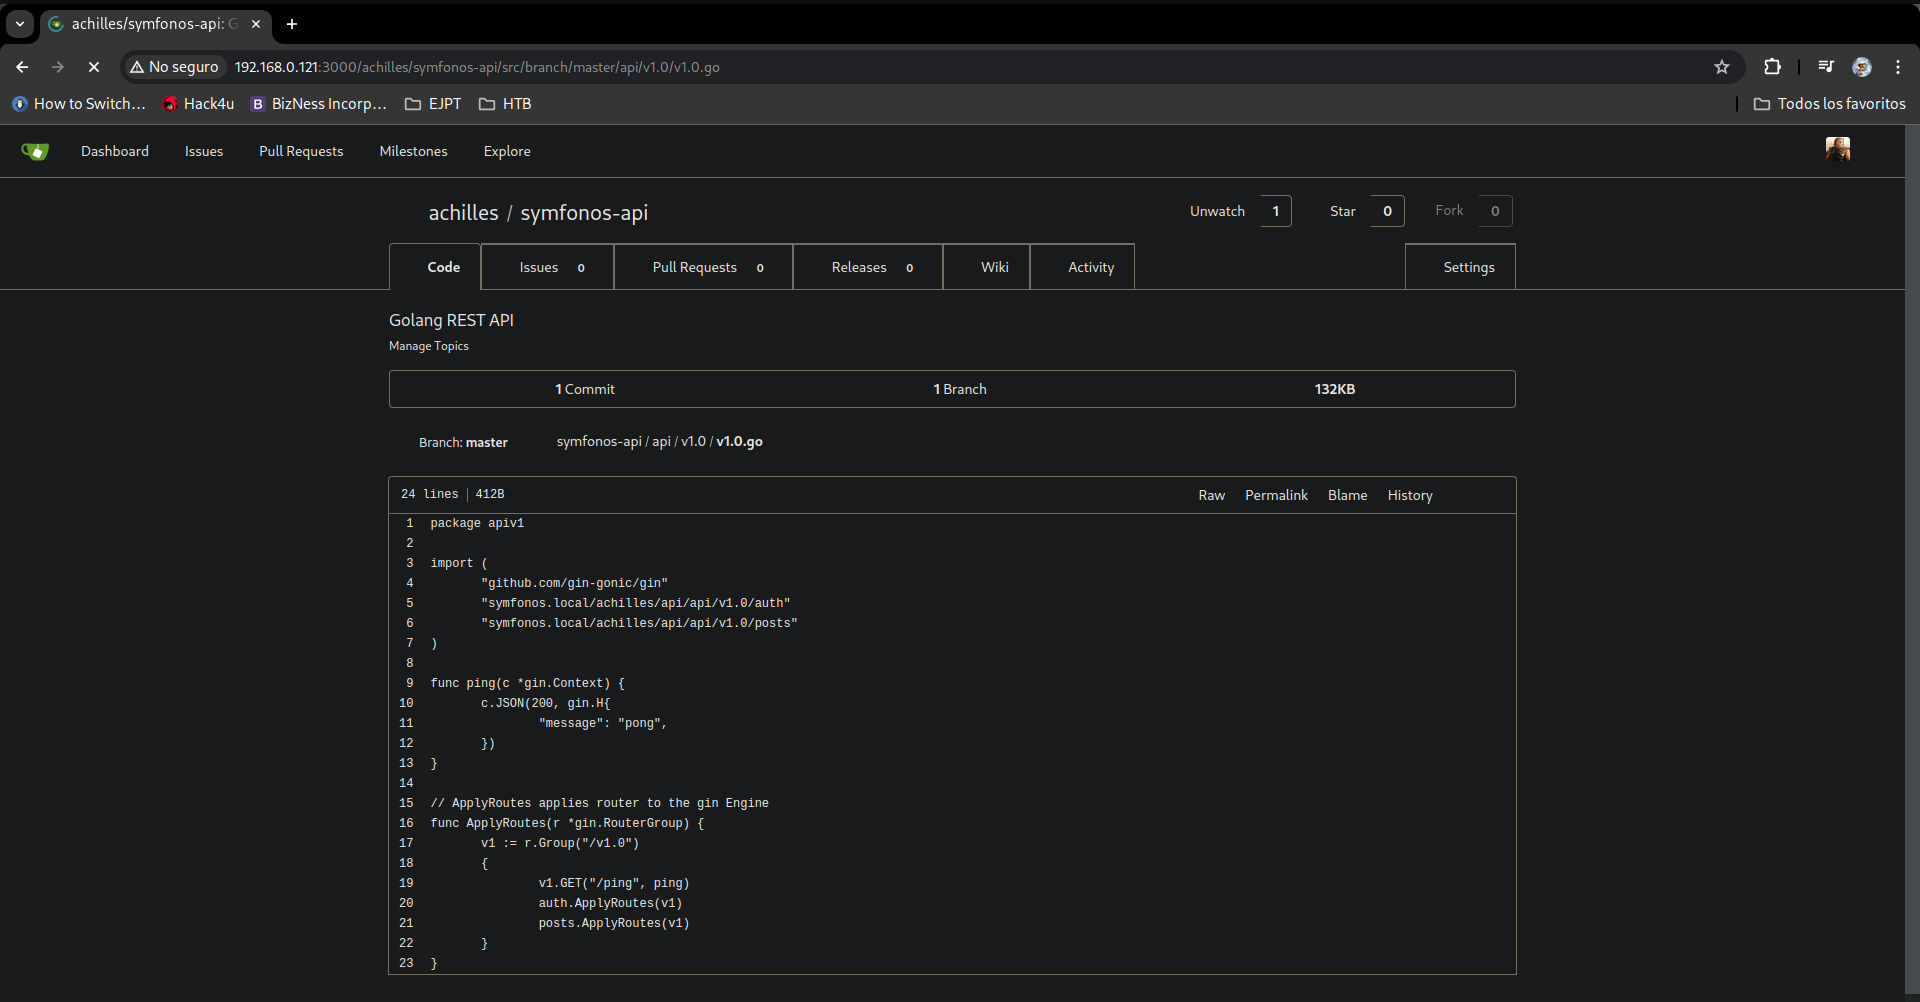 achilles/symfonos-api: G
No seguro 192.168.0.121:3000/achilles/symfonos-api/src/branch/master/api/v1.0/v1.0.go
How to Switch... Hack4u B BizNess Incorp... EJPT HTB Todos los favoritos
Dashboard Issues Pull Requests Milestones Explore
achilles / symfonos-api Unwatch 1 Star 0 Fork 0
Code Issues 0 Pull Requests 0 Releases 0 Wiki Activity Settings
Golang REST API
Manage Topics
1 Commit 1 Branch 132KB
Branch: master symfonos-api / api / v1.0 / v1.0.go
24 lines | 412B Raw Permalink Blame History
1 package apiv1
2
3 import (
4 "github.com/gin-gonic/gin"
5 "symfonos.local/achilles/api/api/v1.0/auth"
6 "symfonos.local/achilles/api/api/v1.0/posts"
7 )
8
9 func ping(c *gin.Context) {
10 c.JSON(200, gin.H{
11 "message": "pong",
12 })
13 }
14
15 // ApplyRoutes applies router to the gin Engine
16 func ApplyRoutes(r *gin.RouterGroup) {
17 v1 := r.Group("/v1.0")
18 {
19 v1.GET("/ping", ping)
20 auth.ApplyRoutes(v1)
21 posts.ApplyRoutes(v1)
22 }
23 }